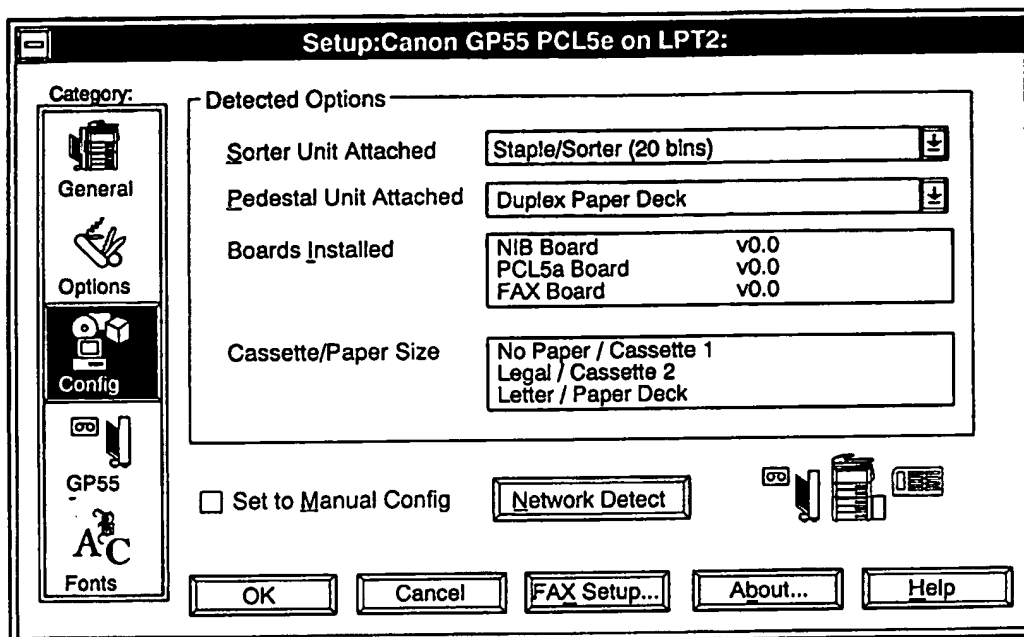 Setup:Canon GP55 PCL5e on LPT2:
Category:
General
Options
Config
GP55
Fonts
Detected Options
Sorter Unit Attached Staple/Sorter (20 bins)
Pedestal Unit Attached Duplex Paper Deck
Boards Installed NIB Board v0.0
PCL5a Board v0.0
FAX Board v0.0
Cassette/Paper Size No Paper / Cassette 1
Legal / Cassette 2
Letter / Paper Deck
Set to Manual Config Network Detect
OK Cancel FAX Setup... About... Help